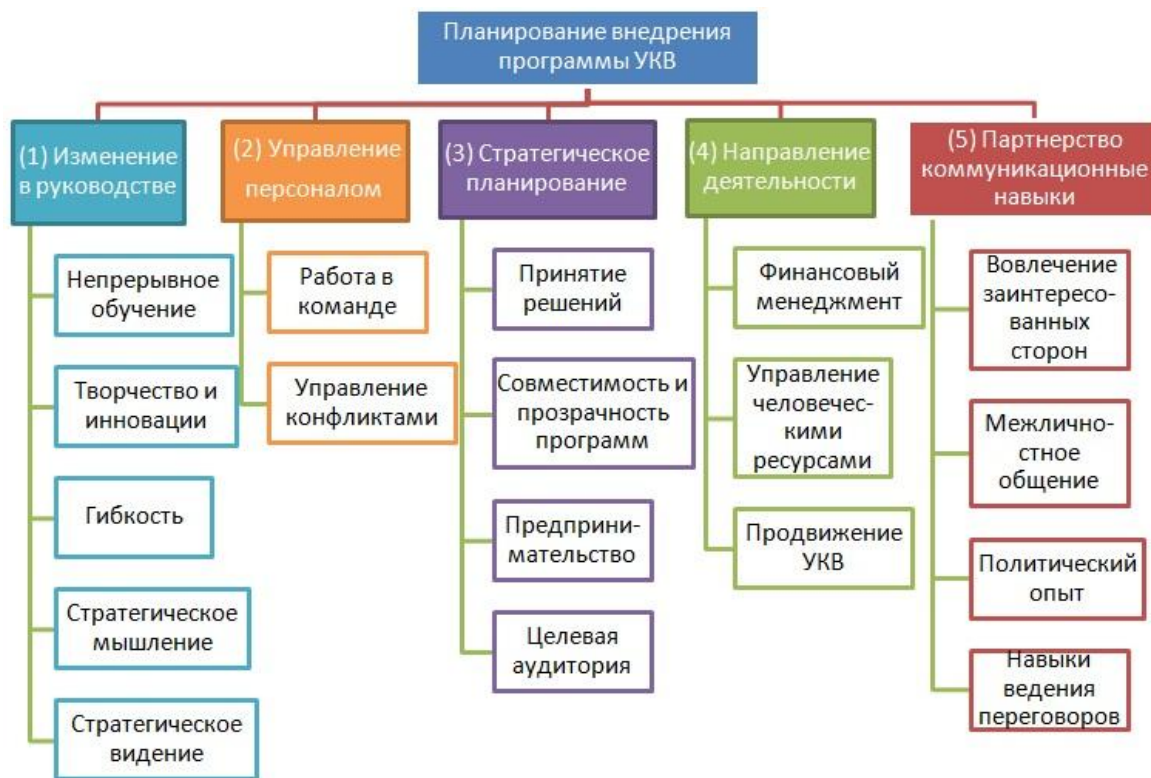 Планирование внедрения
программы УКВ
(1) Изменение
в руководстве
Непрерывное
обучение
Творчество и
инновации
Гибкость
Стратегическое
мышление
Стратегическое
видение
(2) Управление
персоналом
Работа в
команде
Управление
конфликтами
(3) Стратегическое
планирование
Принятие
решений
Совместимость и
прозрачность
программ
Предприни-
мательство
Целевая
аудитория
(4) Направление
деятельности
Финансовый
менеджмент
Управление
человечес-
кими
ресурсами
Продвижение
УКВ
(5) Партнерство
коммуникационные
навыки
Вовлечение
заинтересо-
ванных
сторон
Межлично-
стное
общение
Политический
опыт
Навыки
ведения
переговоров